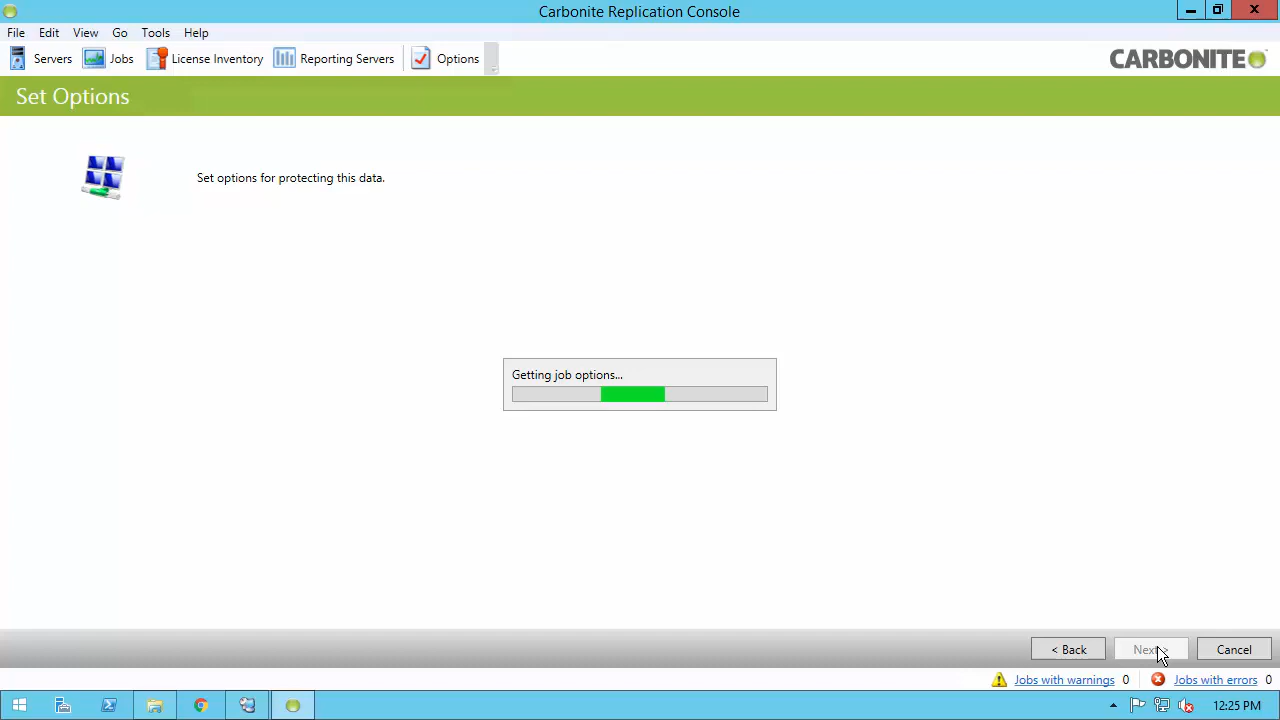 Carbonite Replication Console
File Edit View Go Tools Help
Servers Jobs License Inventory Reporting Servers Options CARBONITE
Set Options
Set options for protecting this data.
Getting job options...
< Back Next > Cancel
Jobs with warnings 0 Jobs with errors 0
12:25 PM